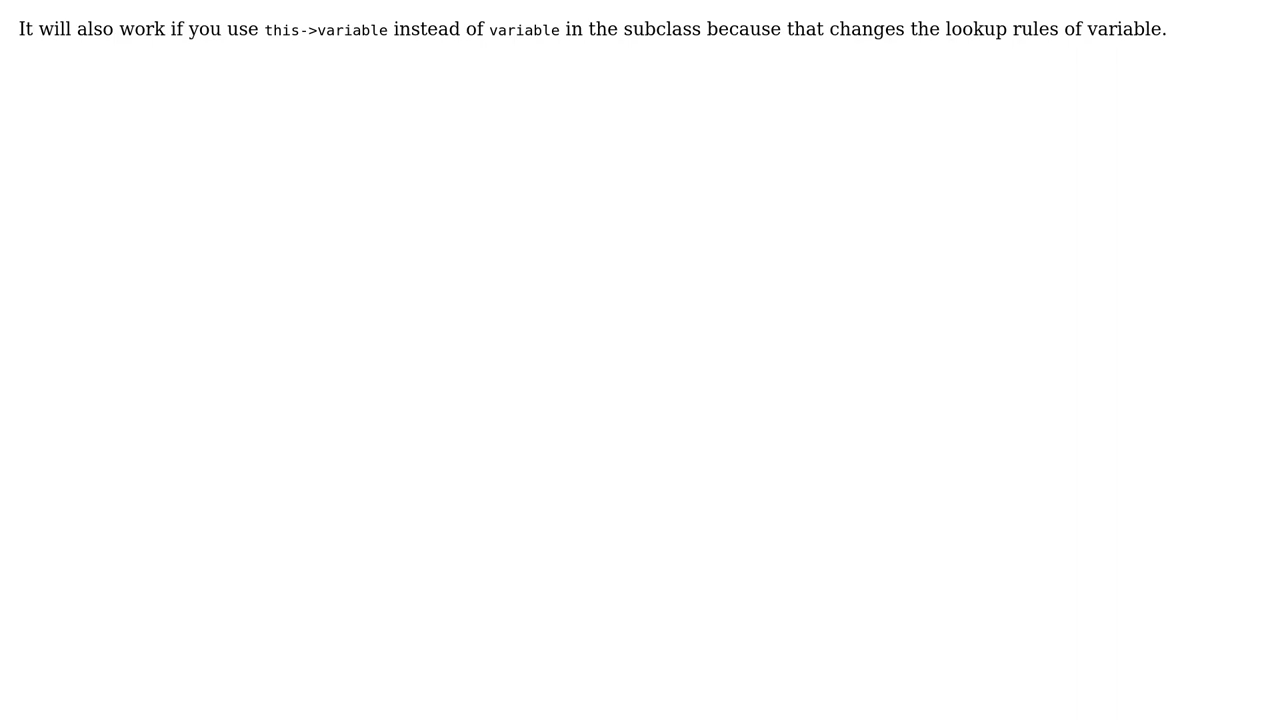 It will also work if you use this->variable instead of variable in the subclass because that changes the lookup rules of variable.